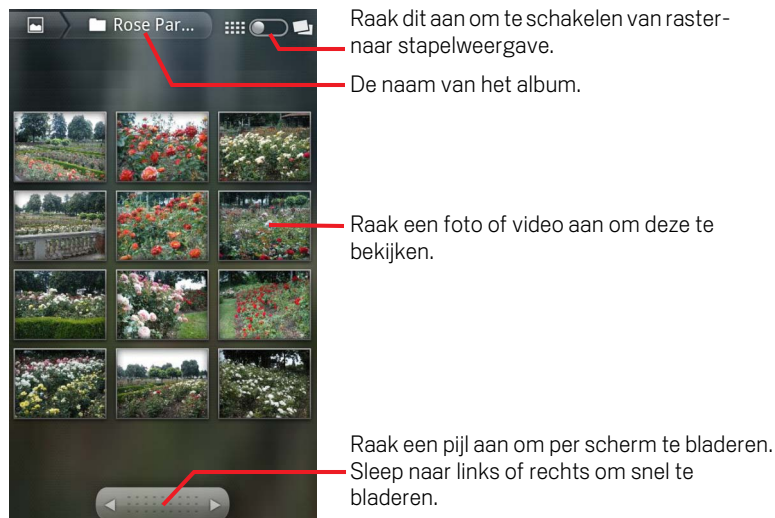 Rose Par...
Raak dit aan om te schakelen van raster-
naar stapelweergave.
De naam van het album.
Raak een foto of video aan om deze te
bekijken.
Raak een pijl aan om per scherm te bladeren.
Sleep naar links of rechts om snel te
bladeren.